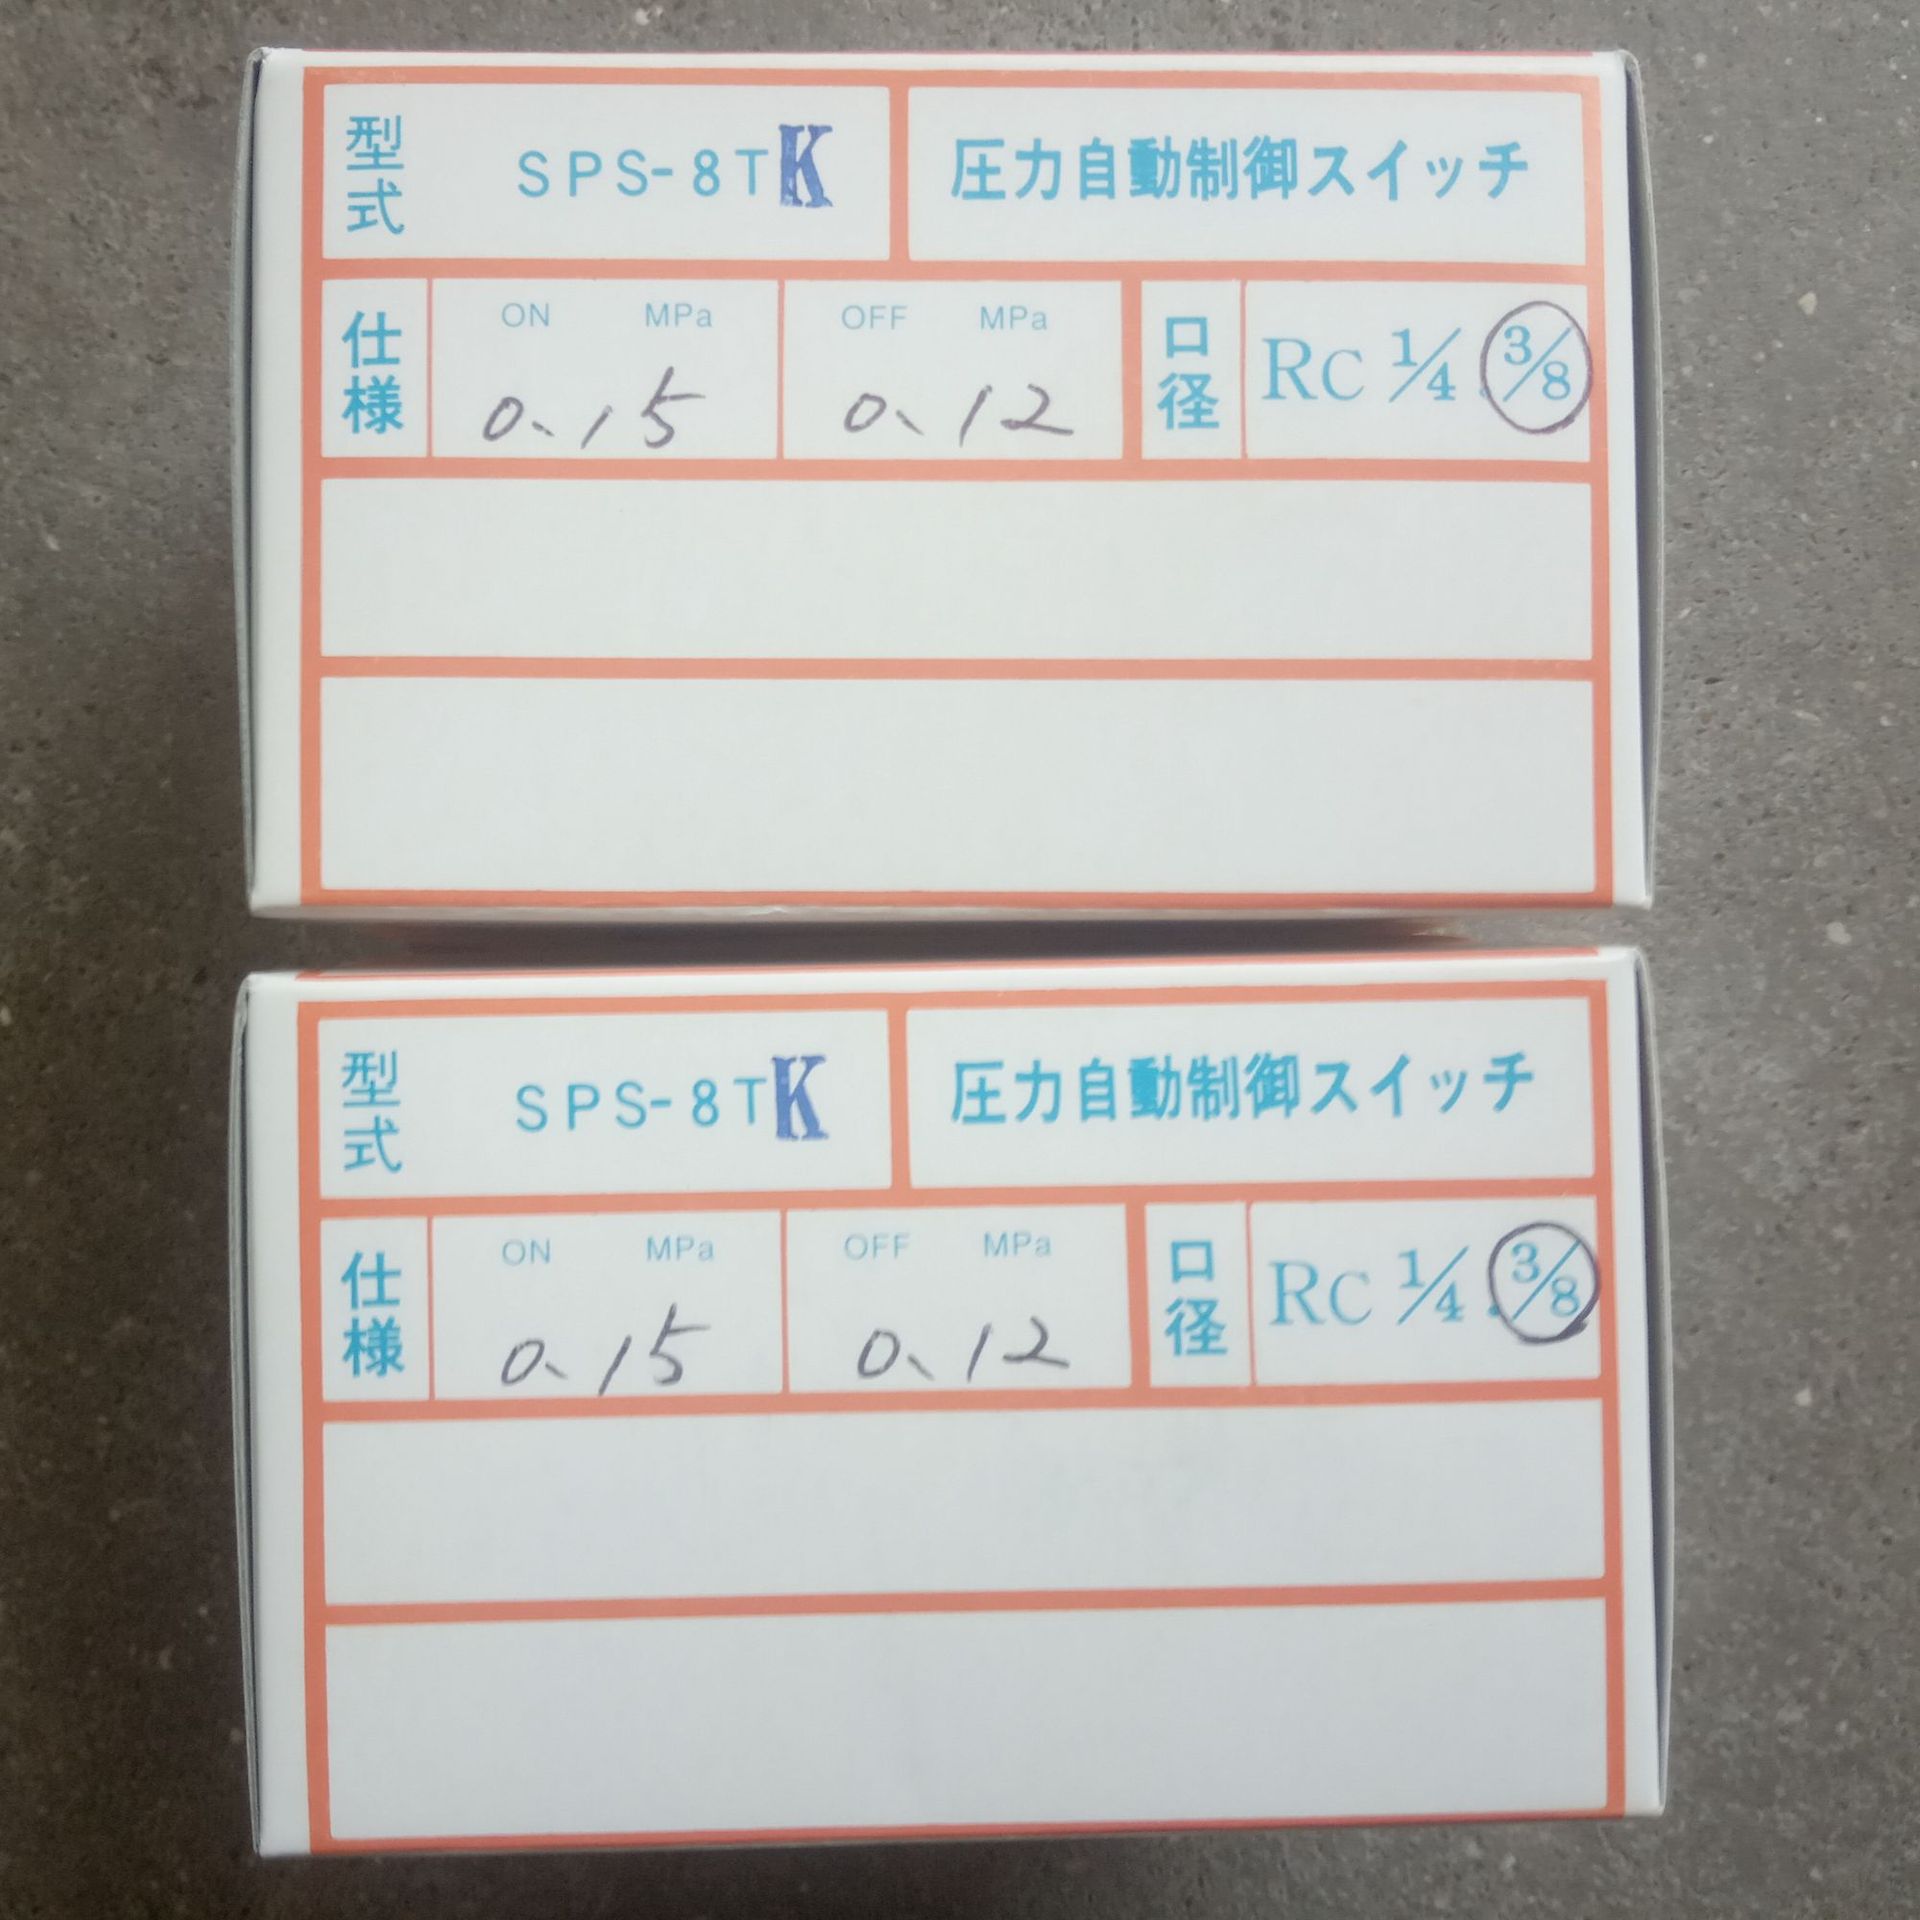 型式 SPS-8TK 圧力自動制御スイッチ
仕様 ON MPa OFF MPa 口径 Rc 1/4 . 3/8
0.15 0.12
型式 SPS-8TK 圧力自動制御スイッチ
仕様 ON MPa OFF MPa 口径 Rc 1/4 . 3/8
0.15 0.12